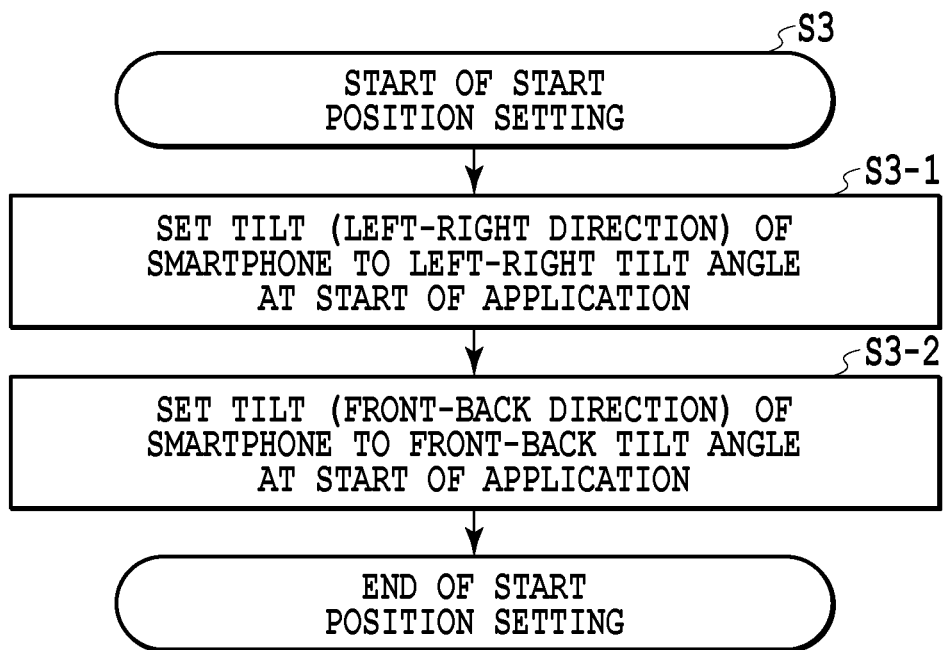 S3
START OF START
POSITION SETTING
S3-1
SET TILT (LEFT-RIGHT DIRECTION) OF
SMARTPHONE TO LEFT-RIGHT TILT ANGLE
AT START OF APPLICATION
S3-2
SET TILT (FRONT-BACK DIRECTION) OF
SMARTPHONE TO FRONT-BACK TILT ANGLE
AT START OF APPLICATION
END OF START
POSITION SETTING